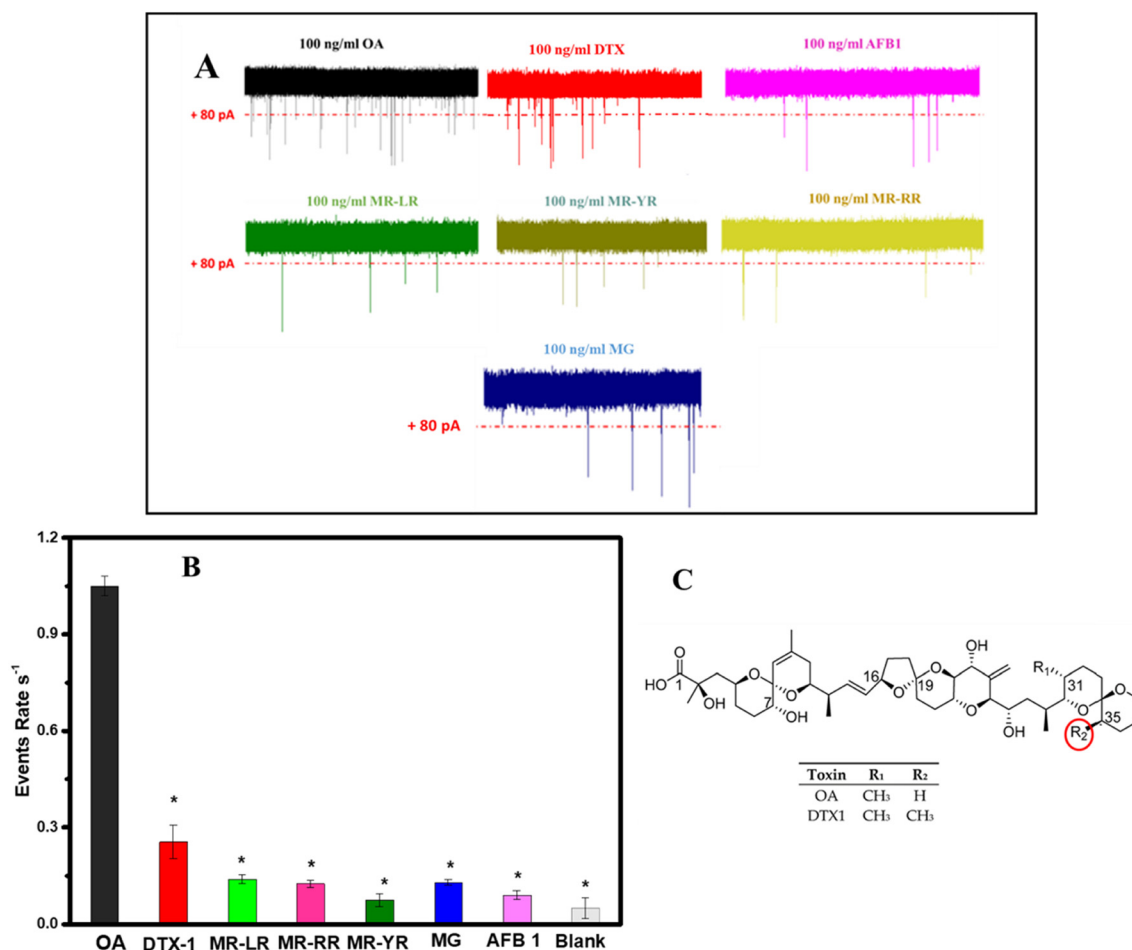 A
100 ng/ml OA
100 ng/ml DTX
100 ng/ml AFB1
+ 80 pA
100 ng/ml MR-LR
100 ng/ml MR-YR
100 ng/ml MR-RR
+ 80 pA
100 ng/ml MG
+ 80 pA
B
Events Rate s⁻¹
1.2
0.9
0.6
0.3
0.0
*
*
*
*
*
*
*
OA DTX-1 MR-LR MR-RR MR-YR MG AFB 1 Blank
C
O
HO
1
OH
O
7
O
OH
16
O
19
O
OH
O
OH
R₁
31
O
O
35
R₂
Toxin R₁ R₂
OA CH₃ H
DTX1 CH₃ CH₃